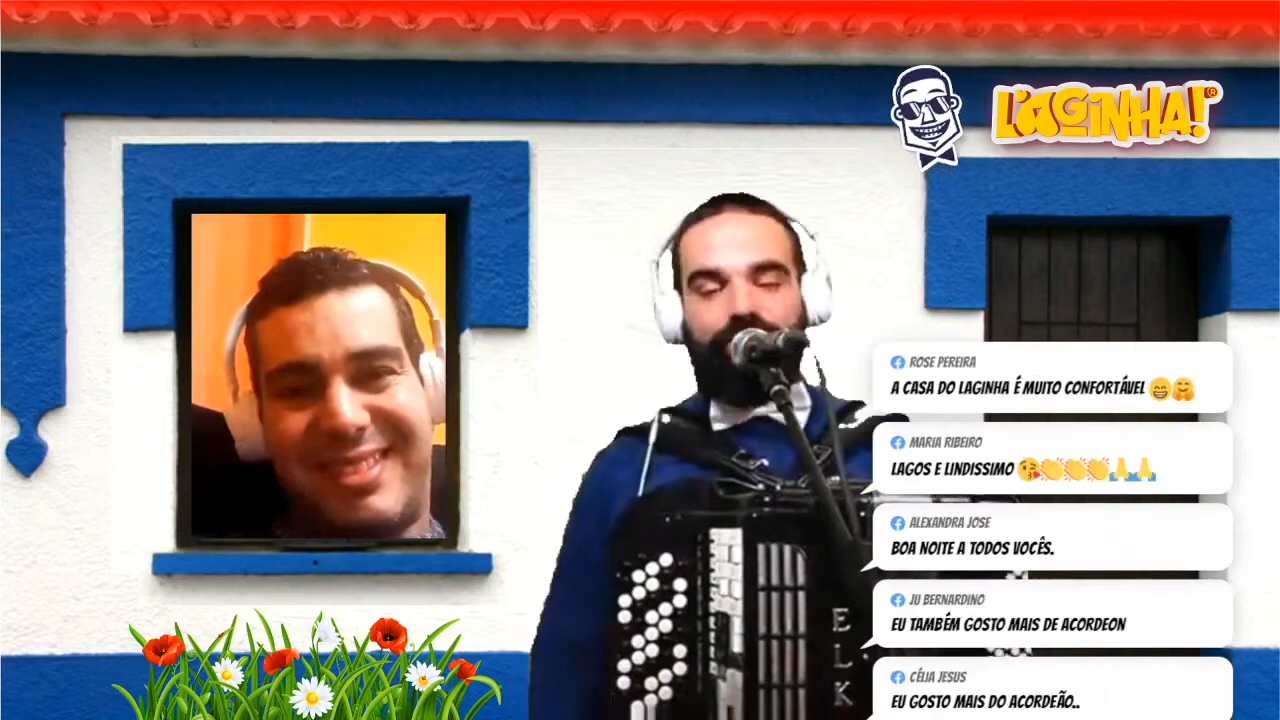 L'AGINHA!®
ROSE PEREIRA
A CASA DO LAGINHA É MUITO CONFORTÁVEL 😁🤗
MARIA RIBEIRO
LAGOS E LINDISSIMO 😘👏👏👏🙏🙏
ALEXANDRA JOSE
BOA NOITE A TODOS VOCÊS.
JU BERNARDINO
EU TAMBÉM GOSTO MAIS DE ACORDEON
CÉLIA JESUS
EU GOSTO MAIS DO ACORDEÃO..
ELK